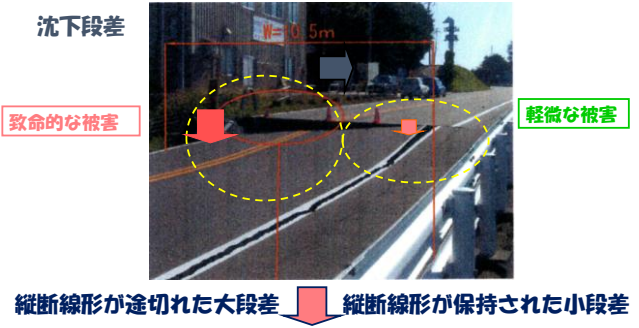 沈下段差
W=10.5m
致命的な被害
軽微な被害
縦断線形が途切れた大段差
縦断線形が保持された小段差